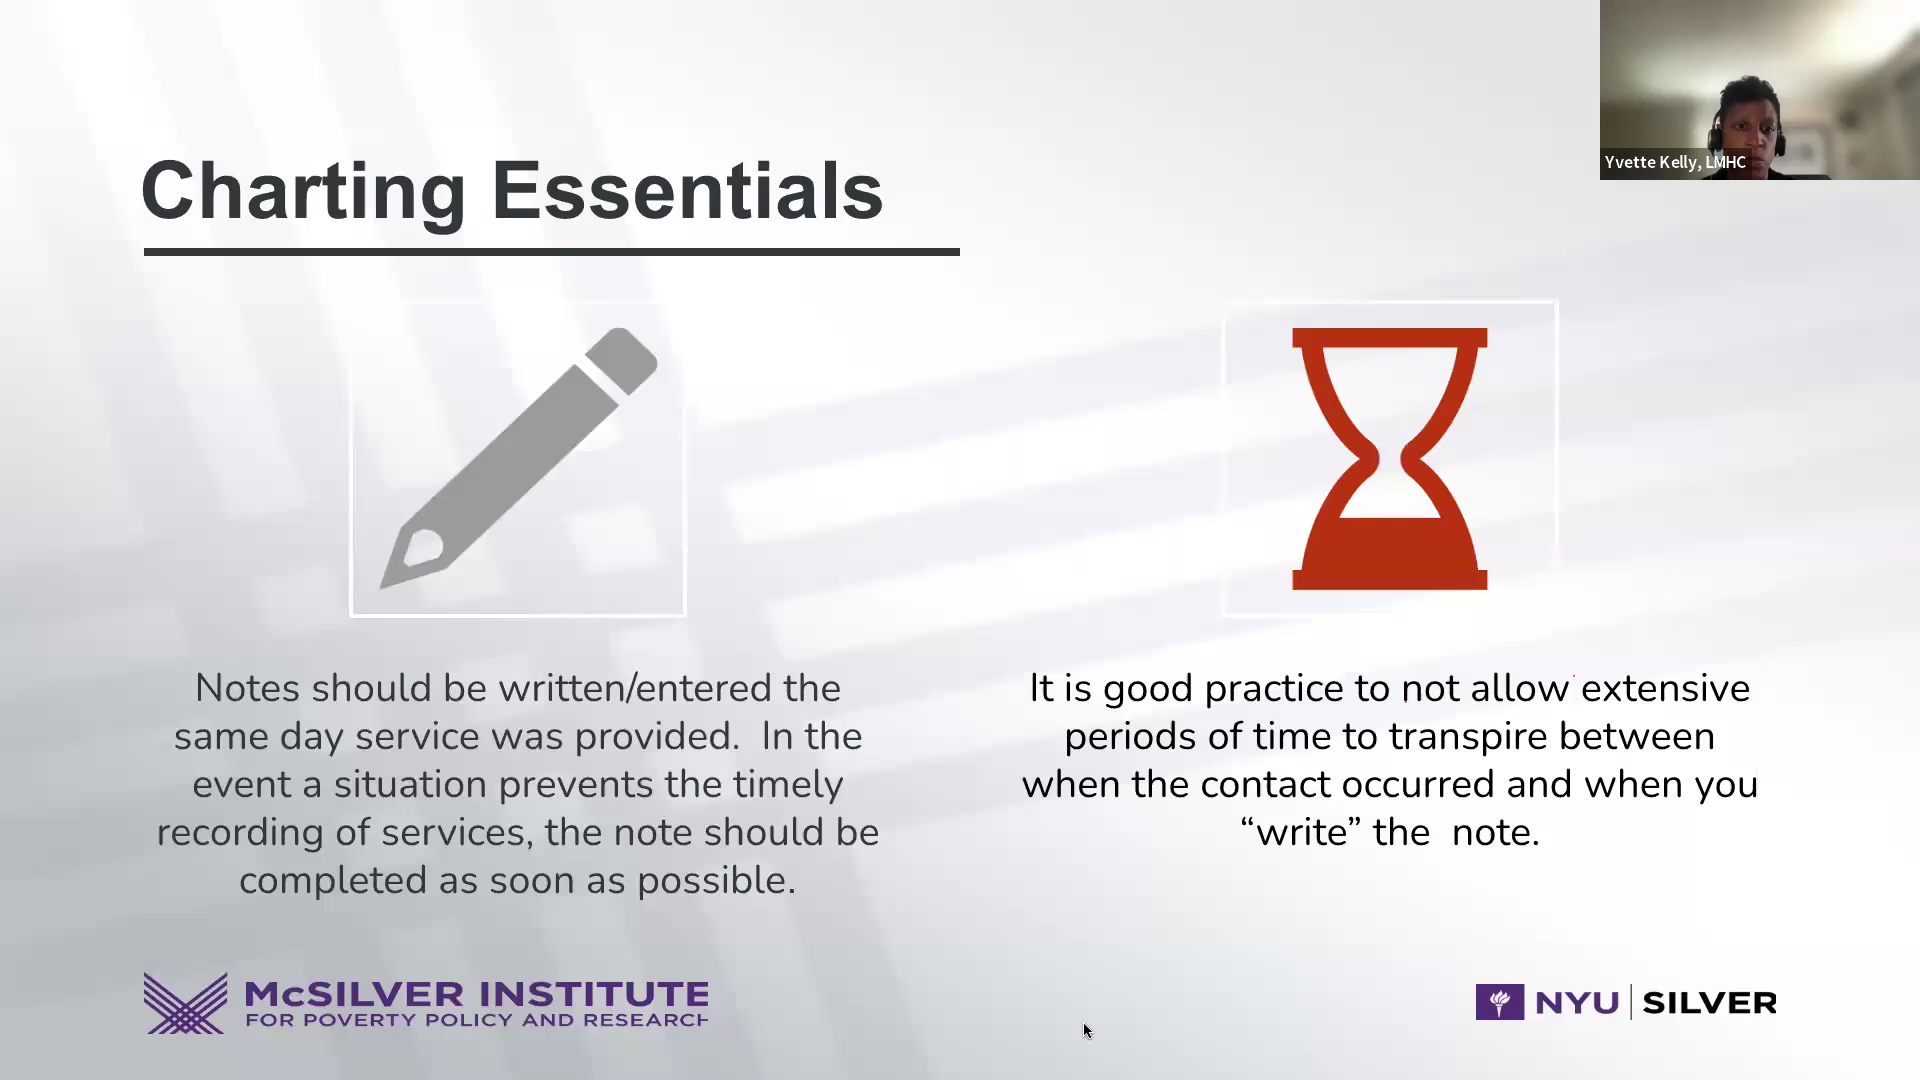 Yvette Kelly, LMHC
Charting Essentials
Notes should be written/entered the
same day service was provided.  In the
event a situation prevents the timely
recording of services, the note should be
completed as soon as possible.
It is good practice to not allow extensive
periods of time to transpire between
when the contact occurred and when you
“write” the  note.
McSILVER INSTITUTE
FOR POVERTY POLICY AND RESEARCH
NYU SILVER